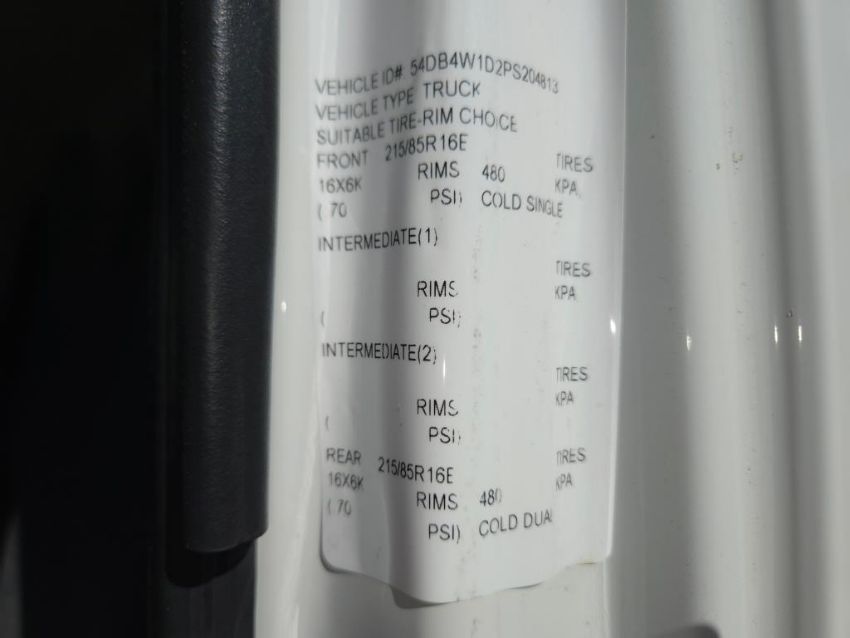 VEHICLE ID# 54DB4W1D2PS204813
VEHICLE TYPE TRUCK
SUITABLE TIRE-RIM CHOICE
FRONT 215/85R16E TIRES
16X6K RIMS 480 KPA
( 70 PSI) COLD SINGLE
INTERMEDIATE(1)
TIRES
RIMS KPA
( PSI)
INTERMEDIATE(2)
TIRES
RIMS KPA
( PSI)
REAR 215/85R16E TIRES
16X6K RIMS 480 KPA
( 70 PSI) COLD DUAL